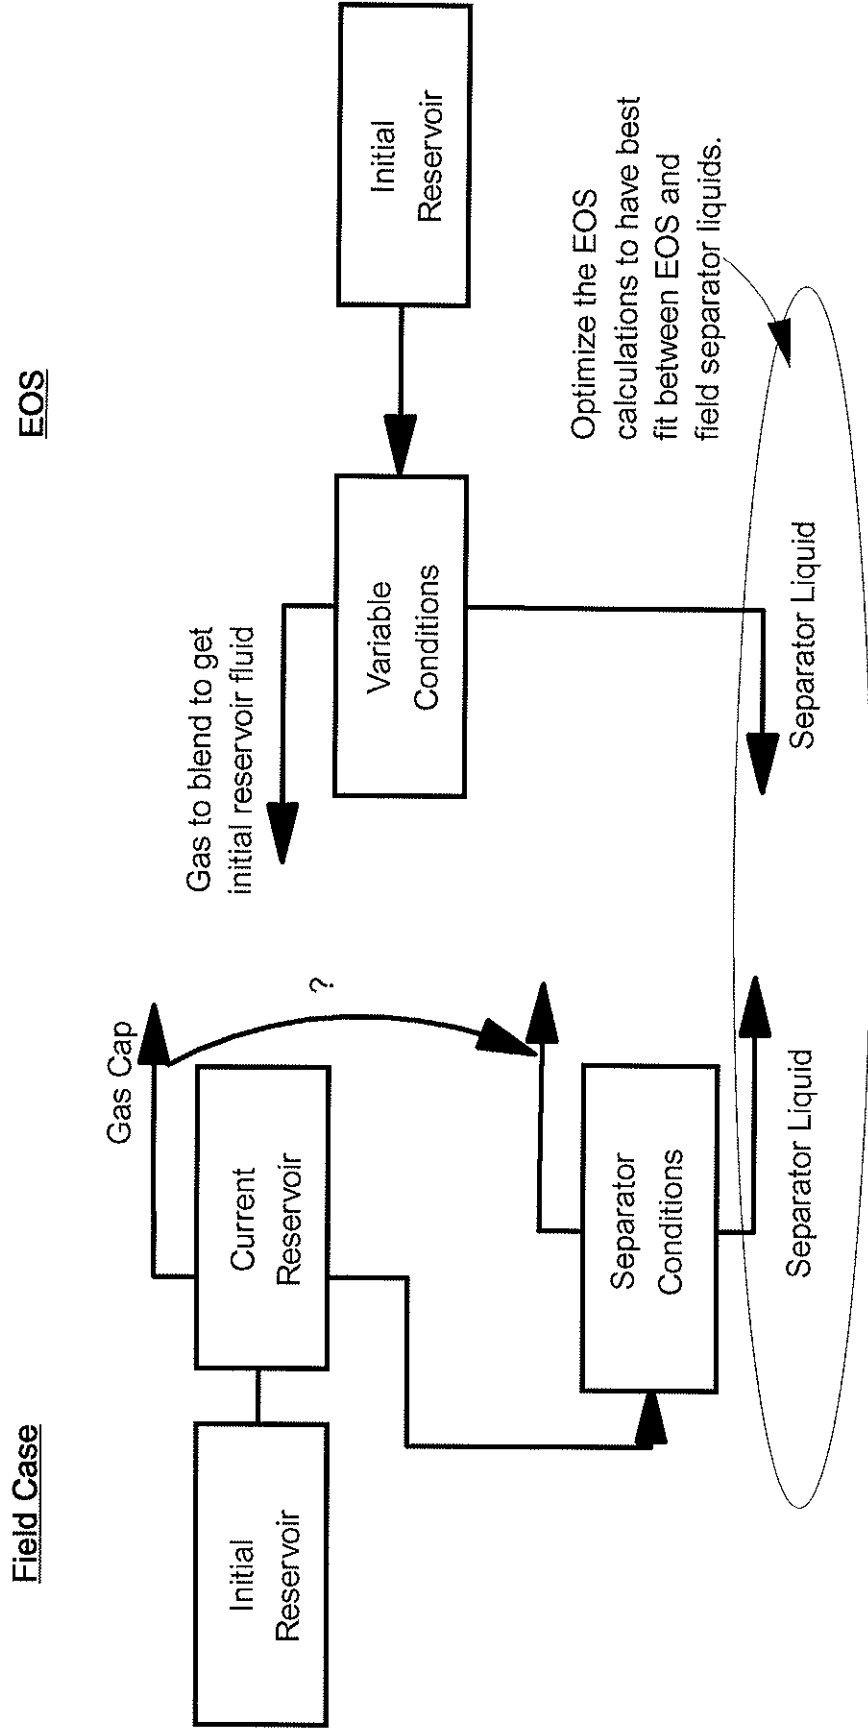 Field Case
EOS
Gas Cap
?
Initial
Reservoir
Current
Reservoir
Separator
Conditions
Separator Liquid
Gas to blend to get
initial reservoir fluid
Variable
Conditions
Initial
Reservoir
Optimize the EOS
calculations to have best
fit between EOS and
field separator liquids.
Separator Liquid